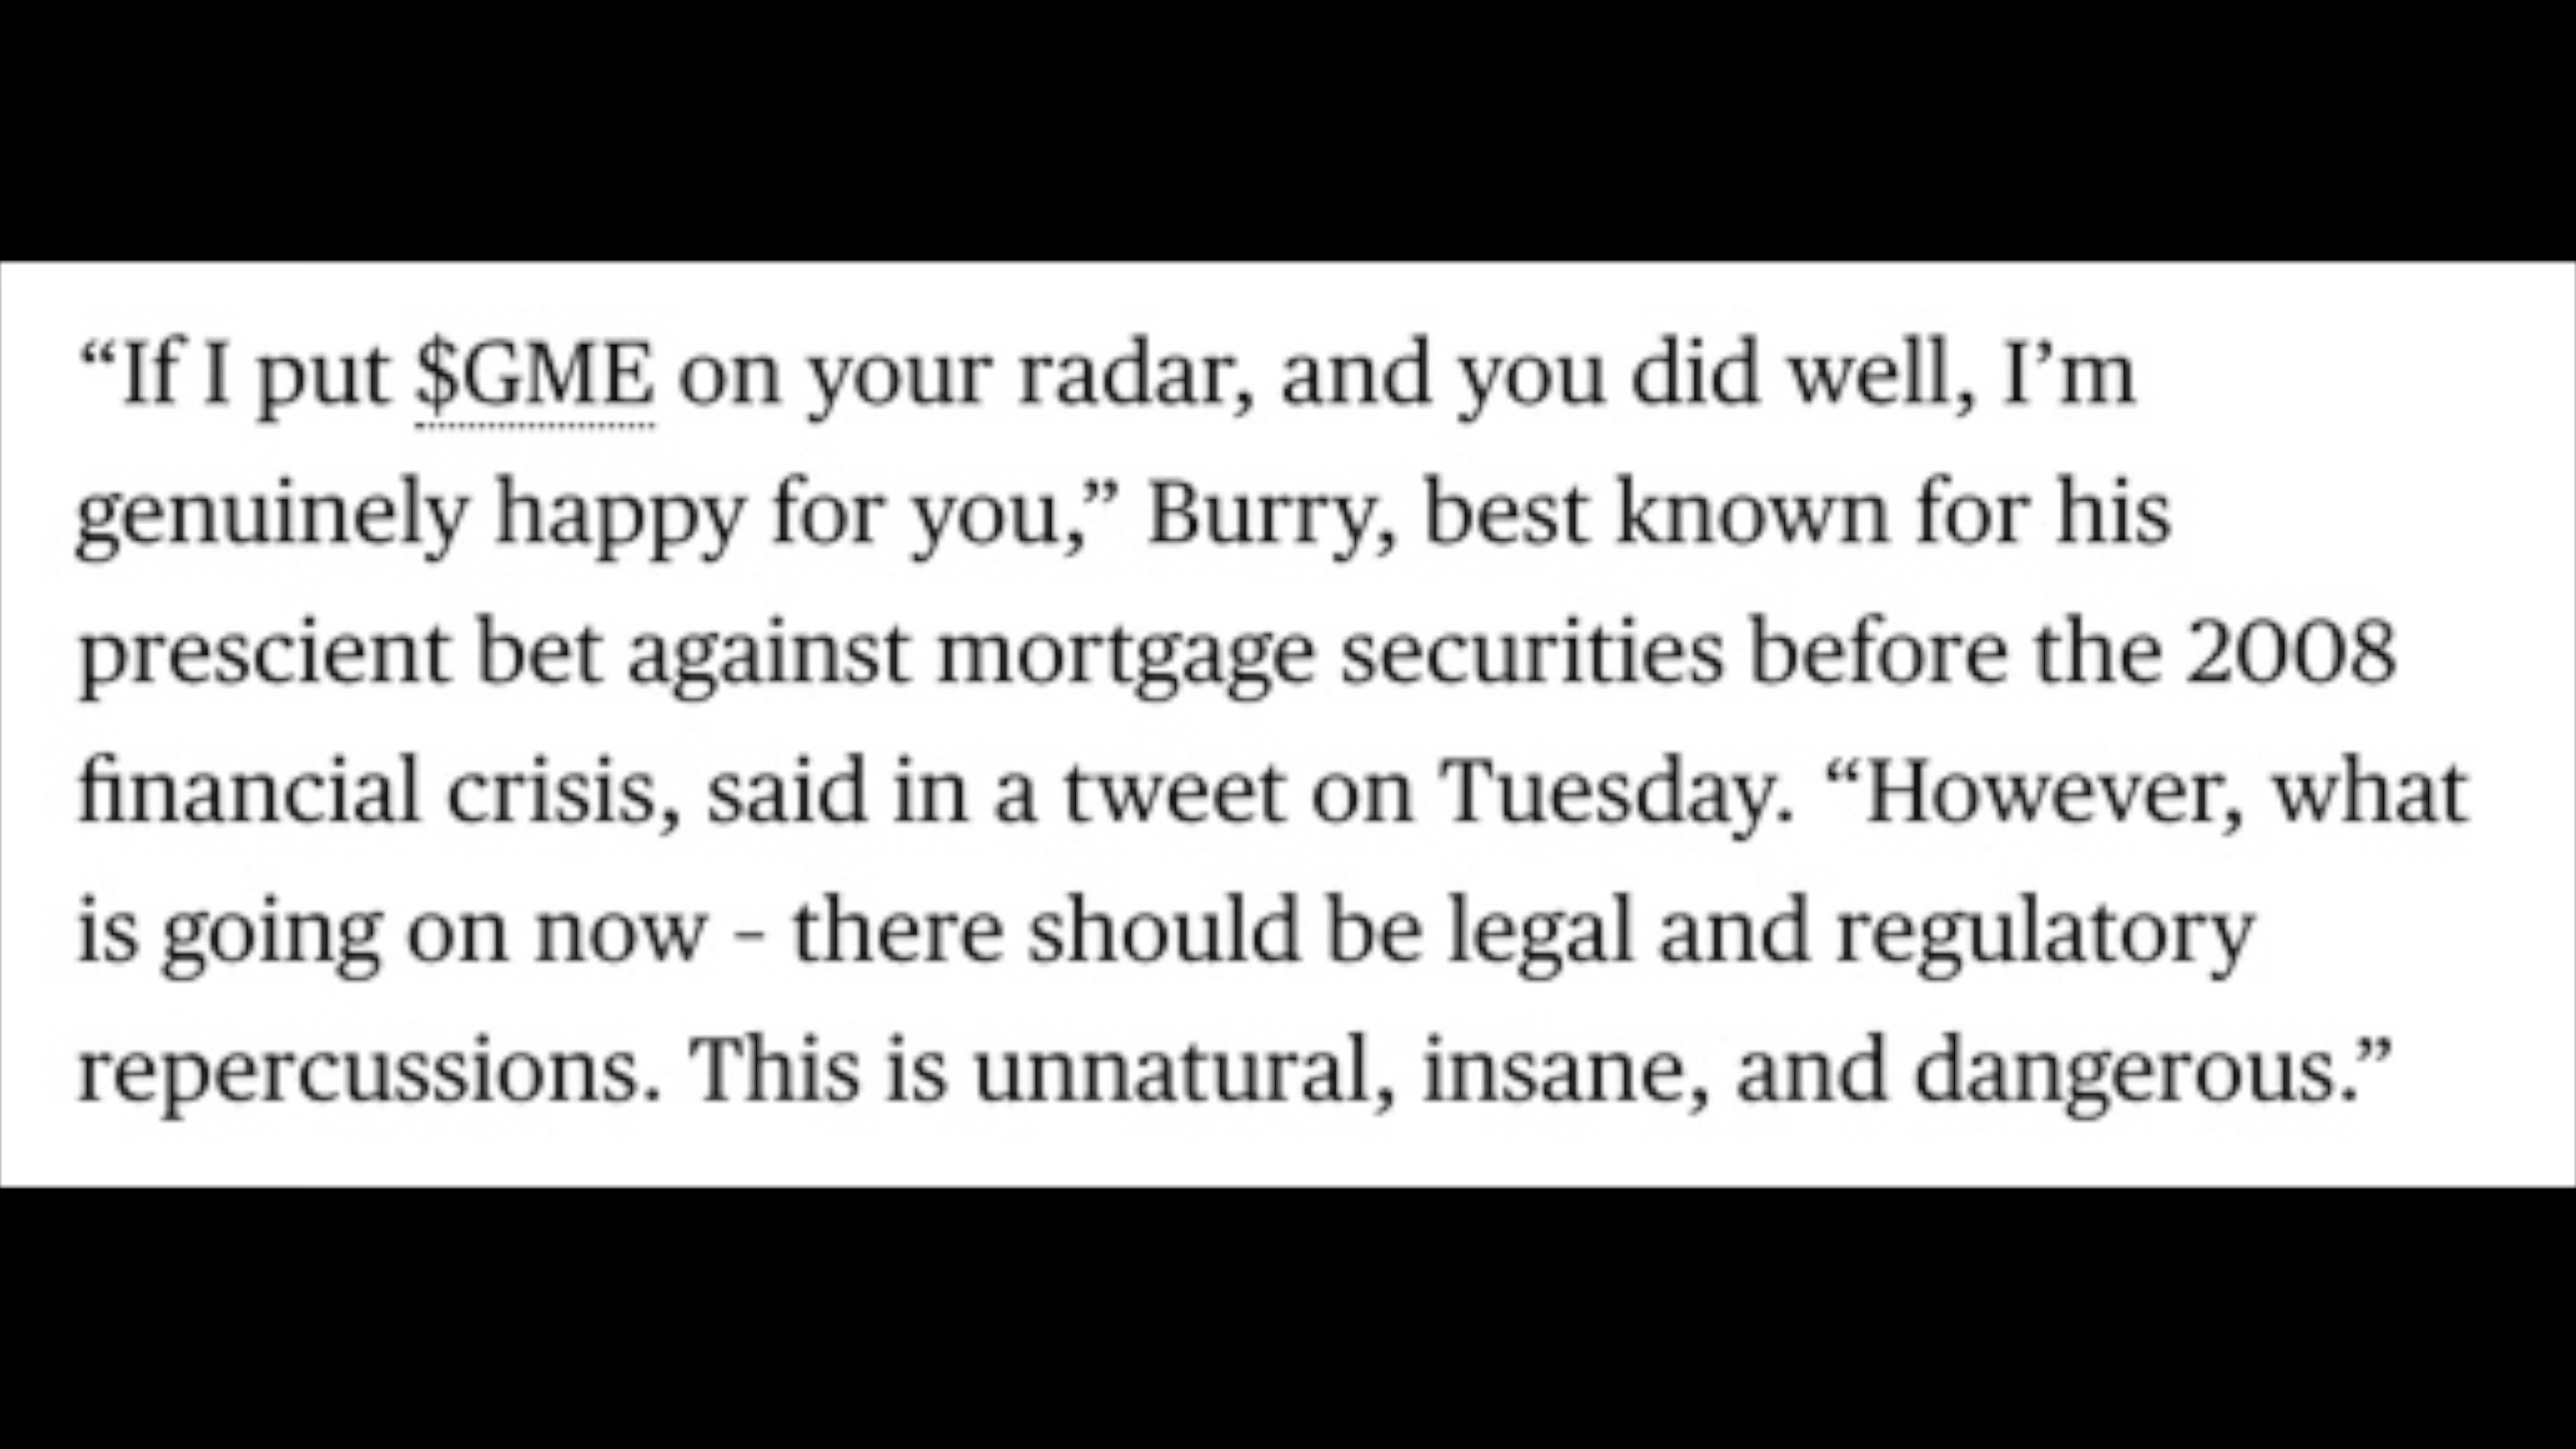 “If I put $GME on your radar, and you did well, I’m
genuinely happy for you,” Burry, best known for his
prescient bet against mortgage securities before the 2008
financial crisis, said in a tweet on Tuesday. “However, what
is going on now - there should be legal and regulatory
repercussions. This is unnatural, insane, and dangerous.”